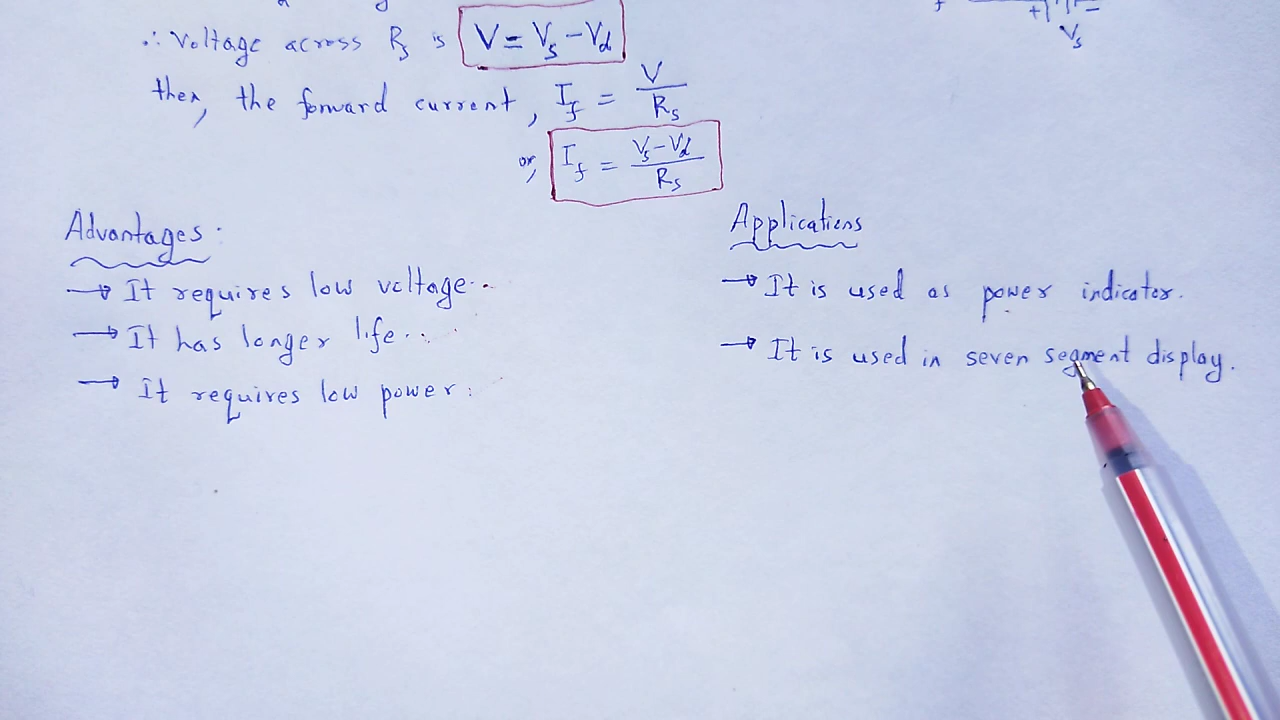 ∴ Voltage across Rs is V = Vs − Vd
then, the forward current, If = V / Rs
or, If = Vs − Vd / Rs
Advantages:
→ It requires low voltage..
→ It has longer life..
→ It requires low power:
Applications
→ It is used as power indicator.
→ It is used in seven segment display.
+ | | | −
Vs